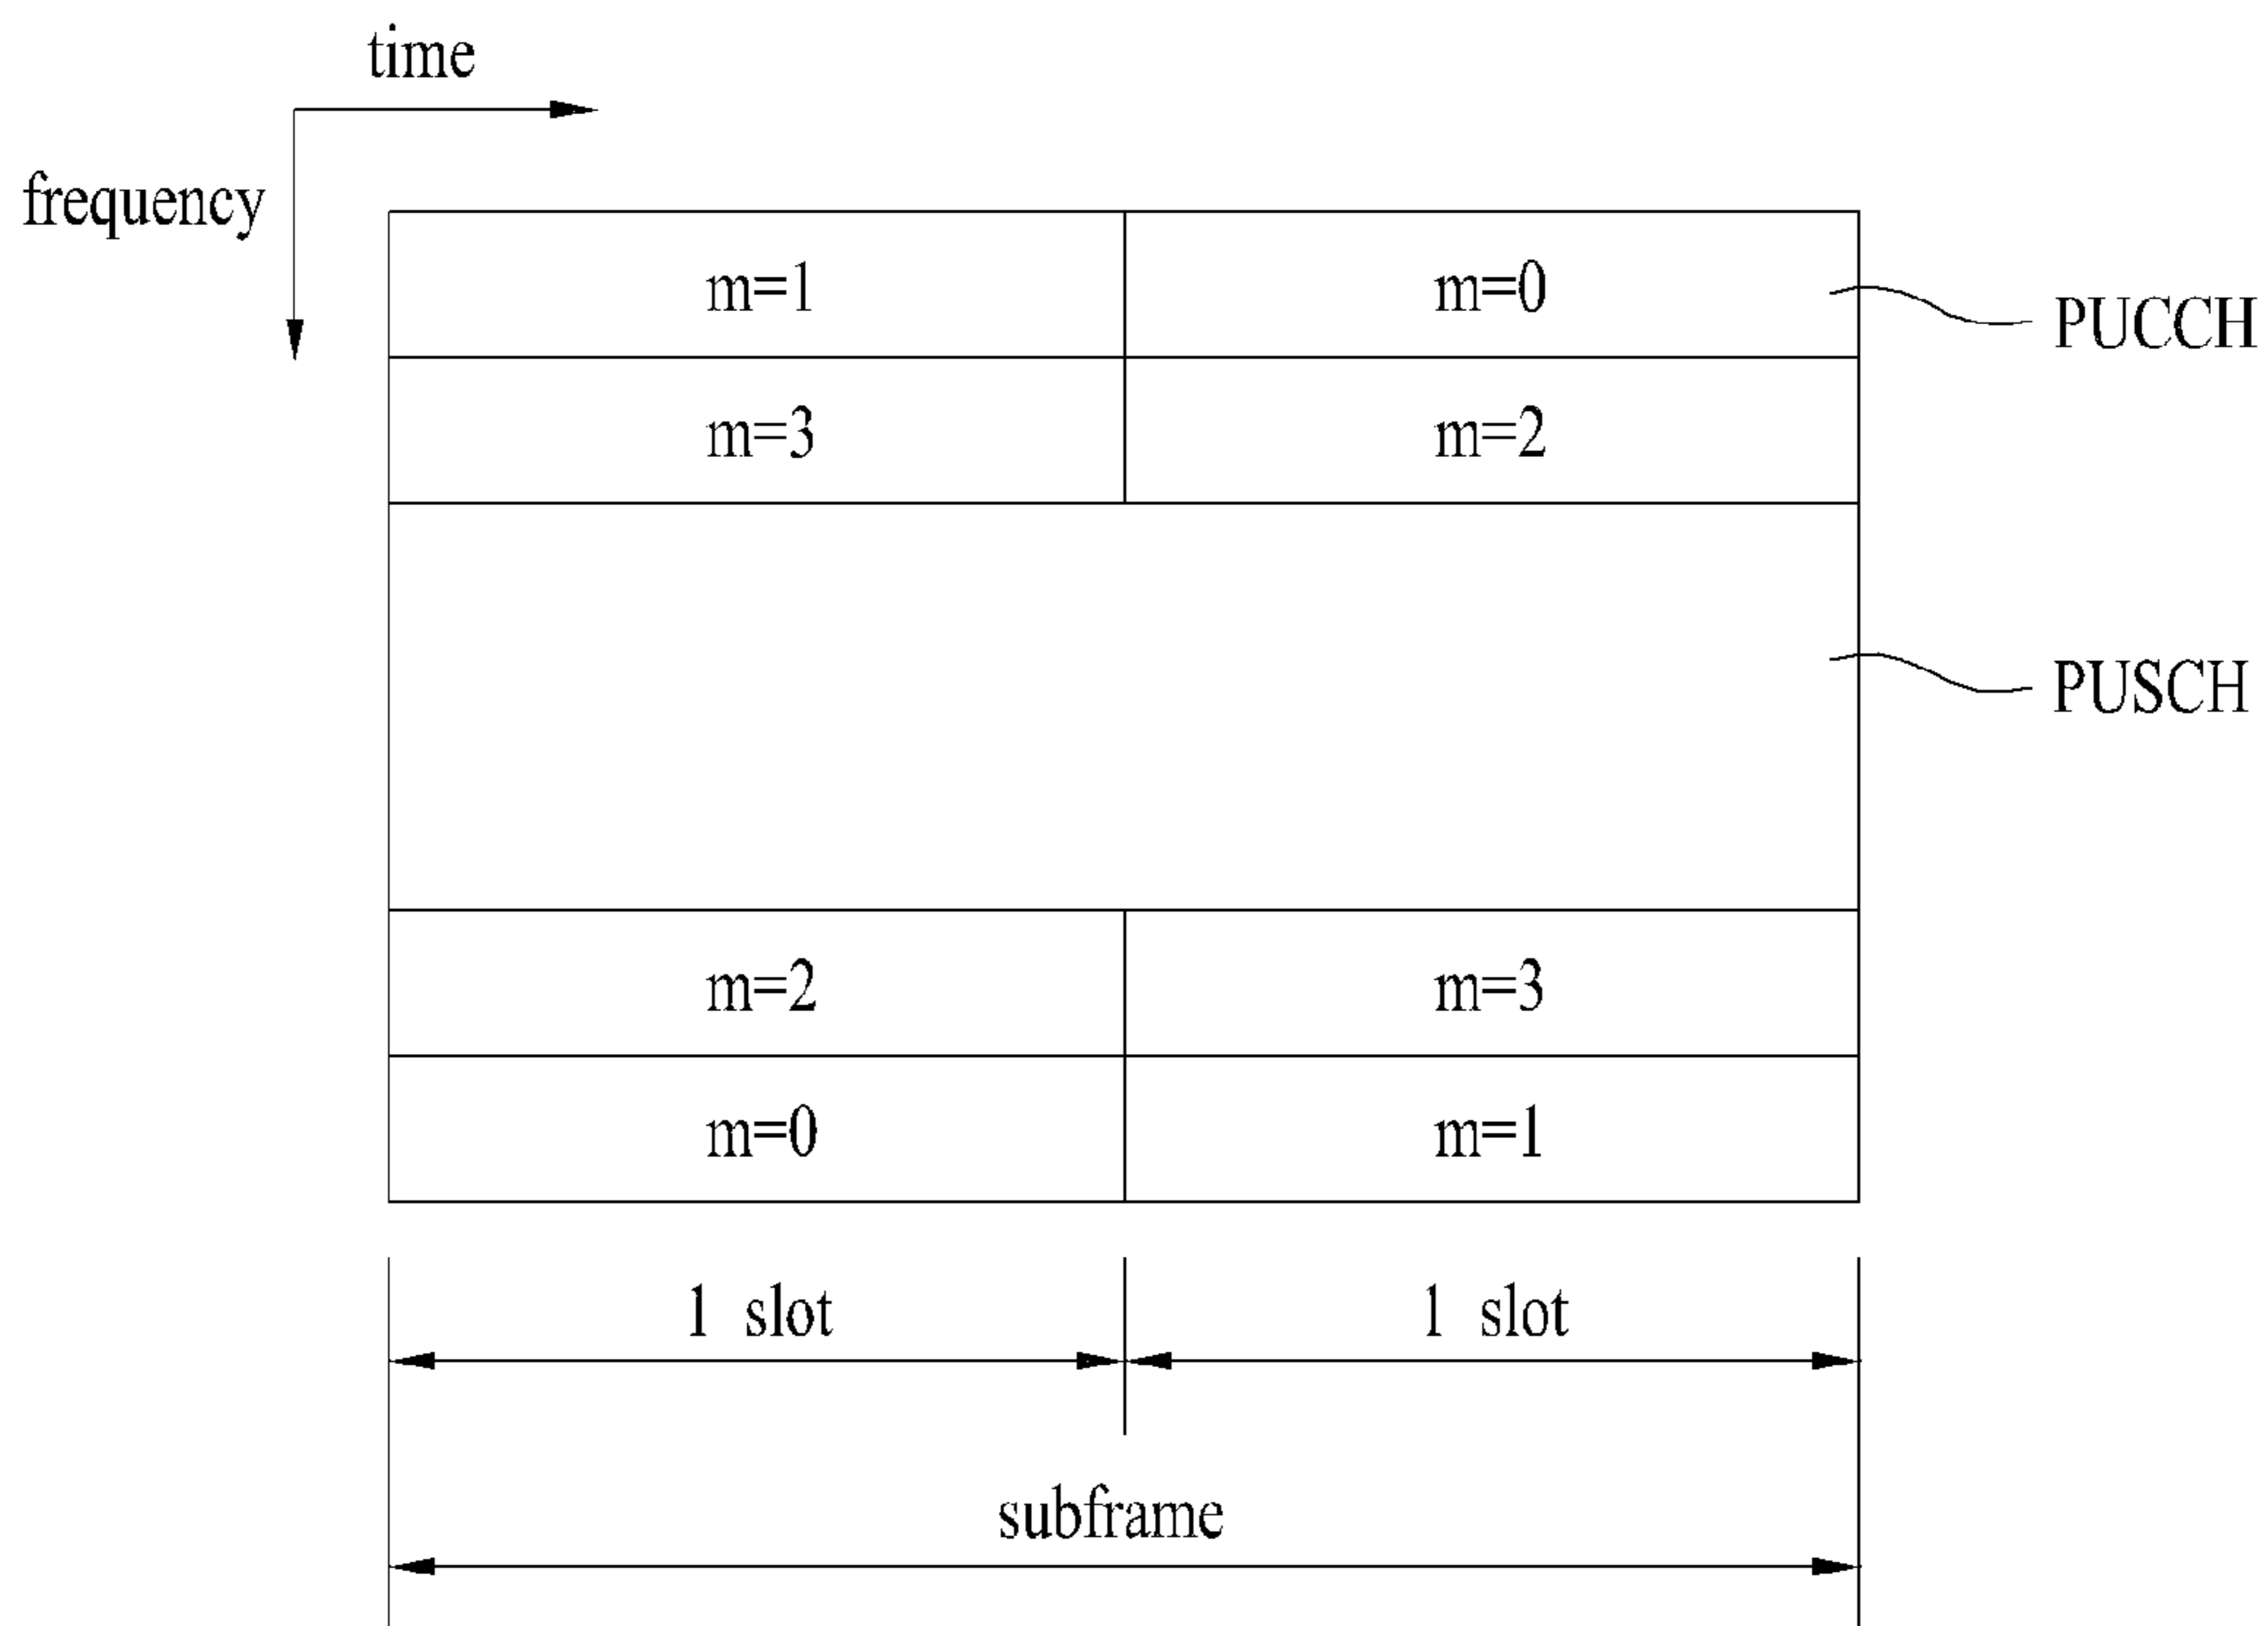 time
frequency
m=1 m=0
PUCCH
m=3 m=2
PUSCH
m=2 m=3
m=0 m=1
1 slot 1 slot
subframe